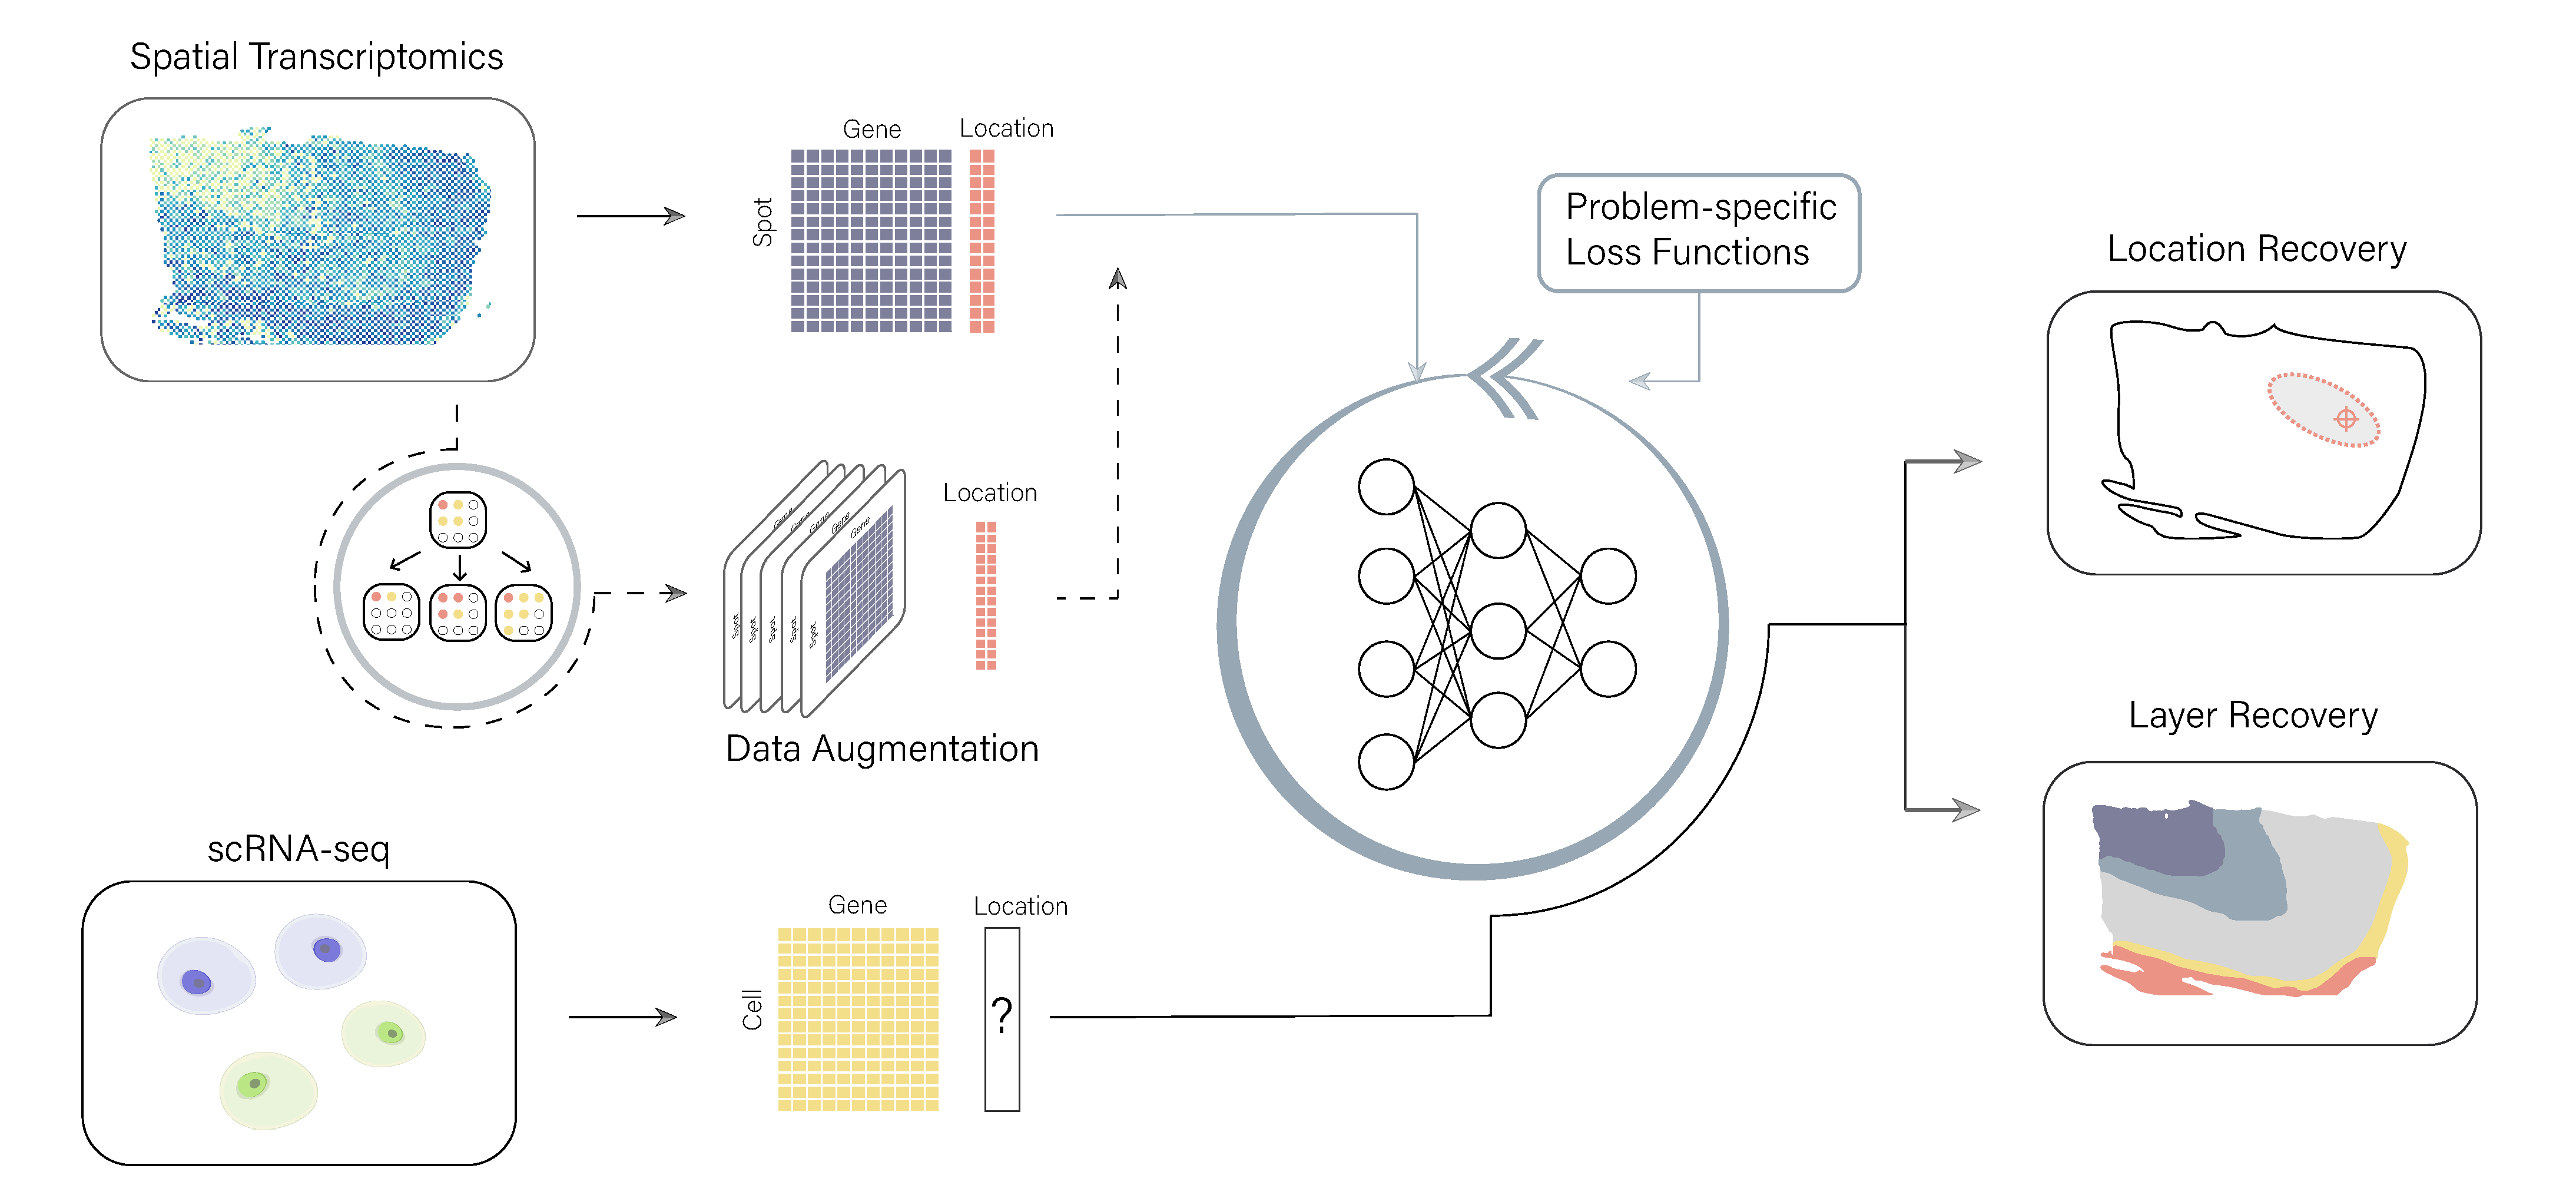 Spatial Transcriptomics
Gene
Location
Spot
Problem-specific
Loss Functions
Location Recovery
Gene
Gene
Gene
Gene
Gene
Location
Spot
Spot
Spot
Spot
Spot
Data Augmentation
Layer Recovery
scRNA-seq
Gene
Location
Cell
?